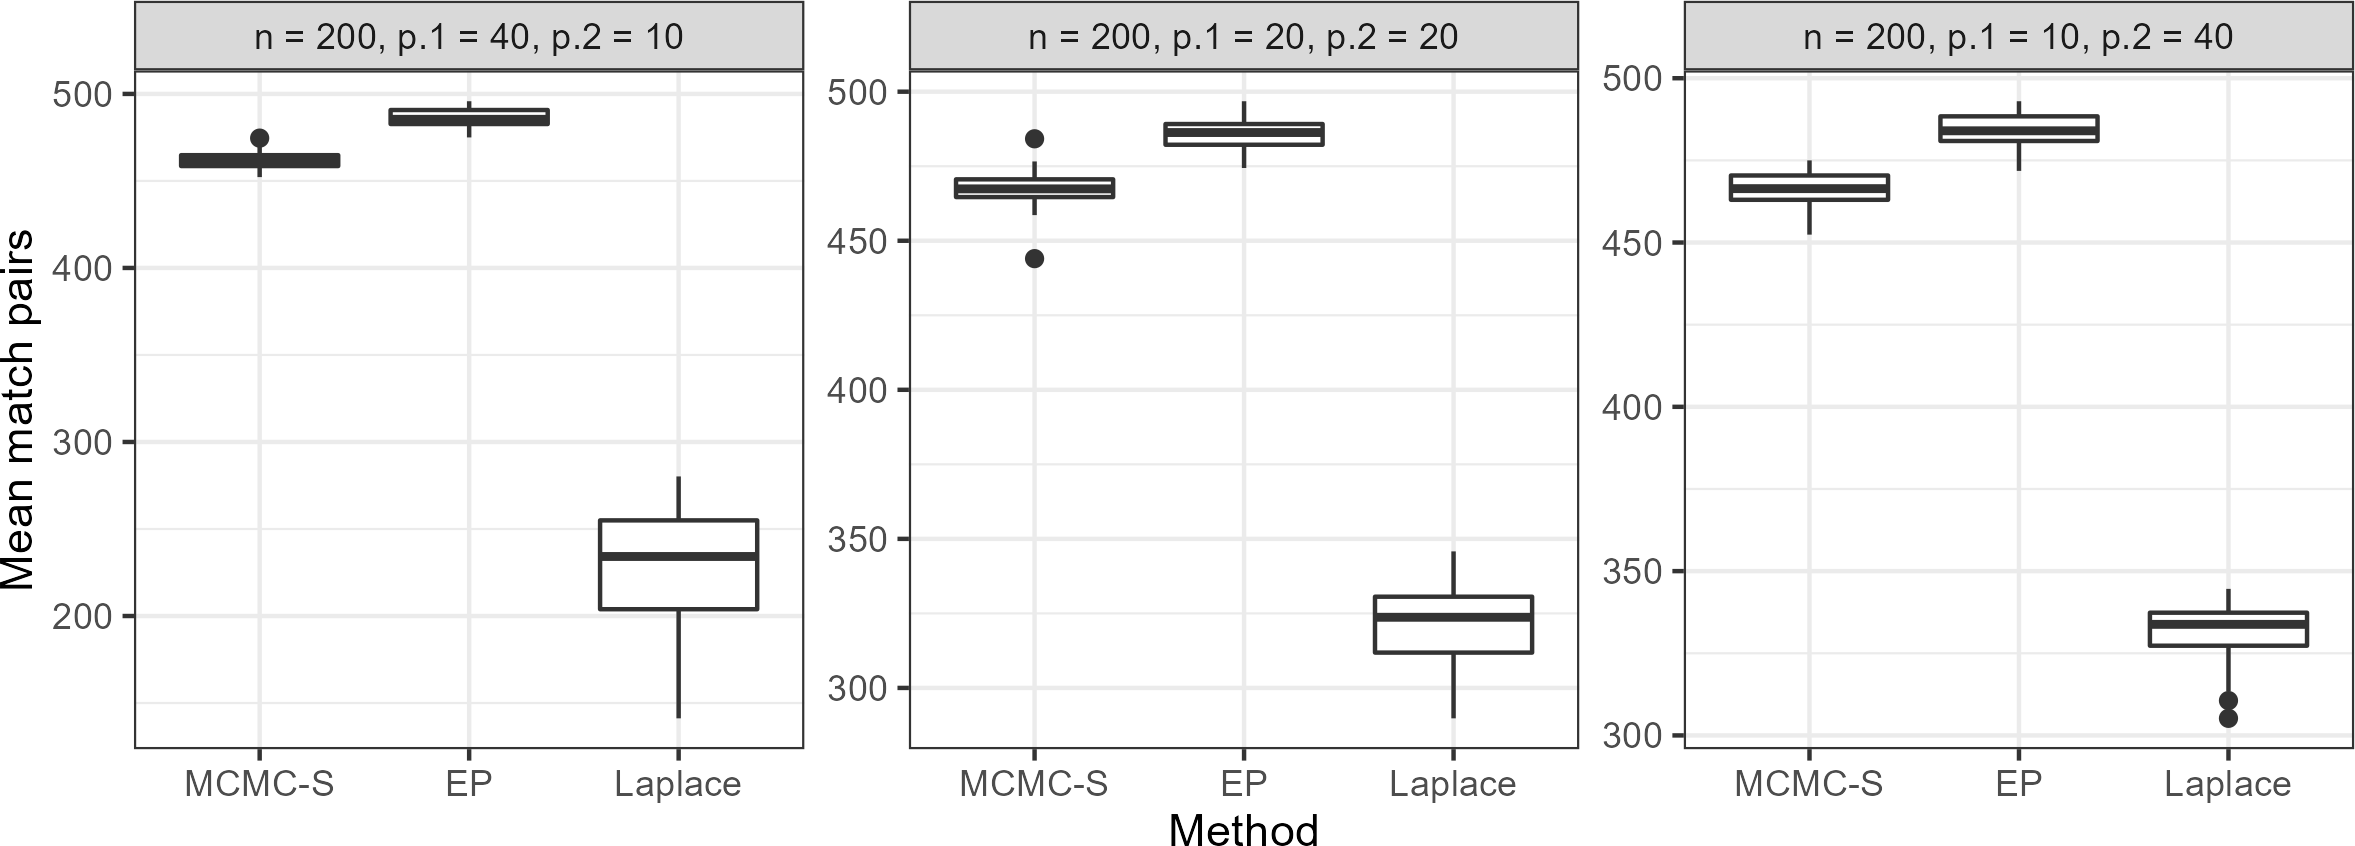 n = 200, p.1 = 40, p.2 = 10
n = 200, p.1 = 20, p.2 = 20
n = 200, p.1 = 10, p.2 = 40
Mean match pairs
500
400
300
200
500
450
400
350
300
500
450
400
350
300
MCMC-S EP Laplace
MCMC-S EP Laplace
MCMC-S EP Laplace
Method